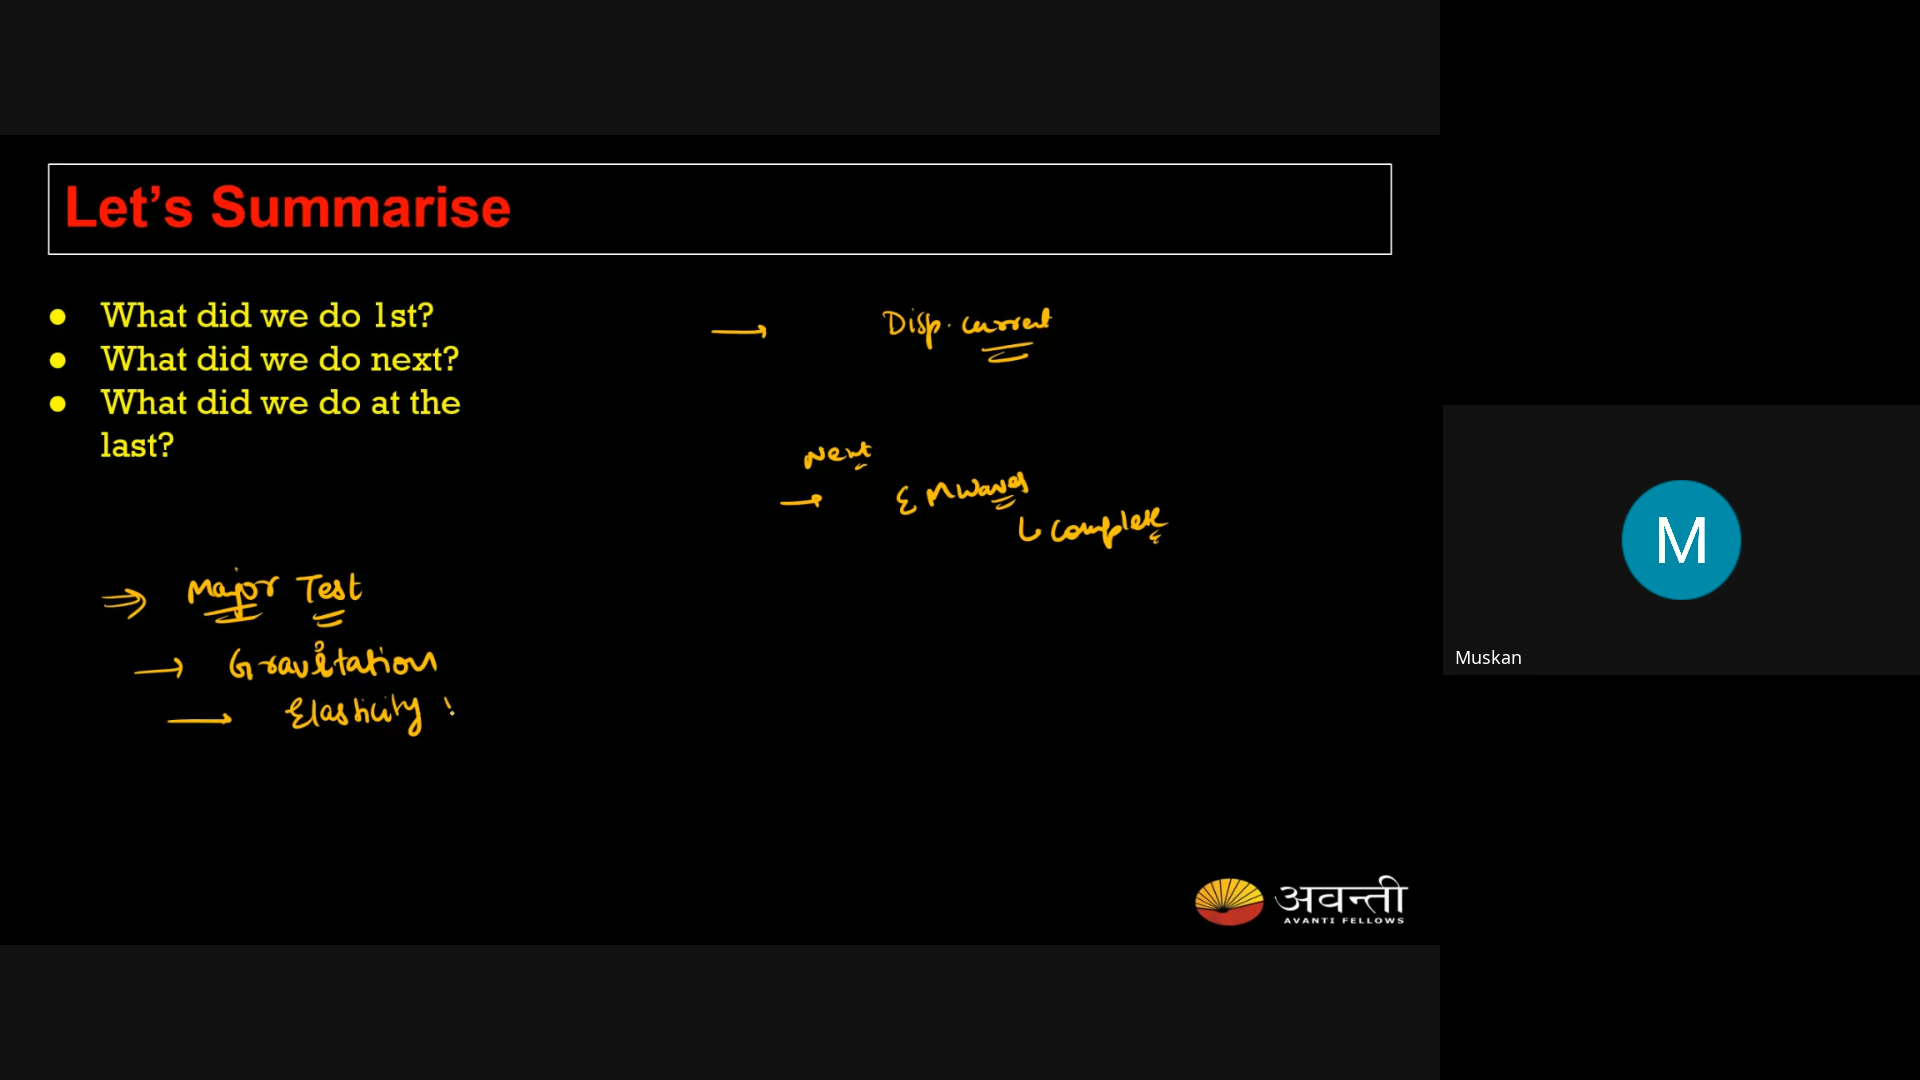 Let's Summarise
● What did we do 1st?
● What did we do next?
● What did we do at the
last?
→ Disp. current
Next
→ EM Waves
↳ Complete
⇒ Major Test
→ Gravitation
→ Elasticity
Muskan
M
अवन्ती
AVANTI FELLOWS